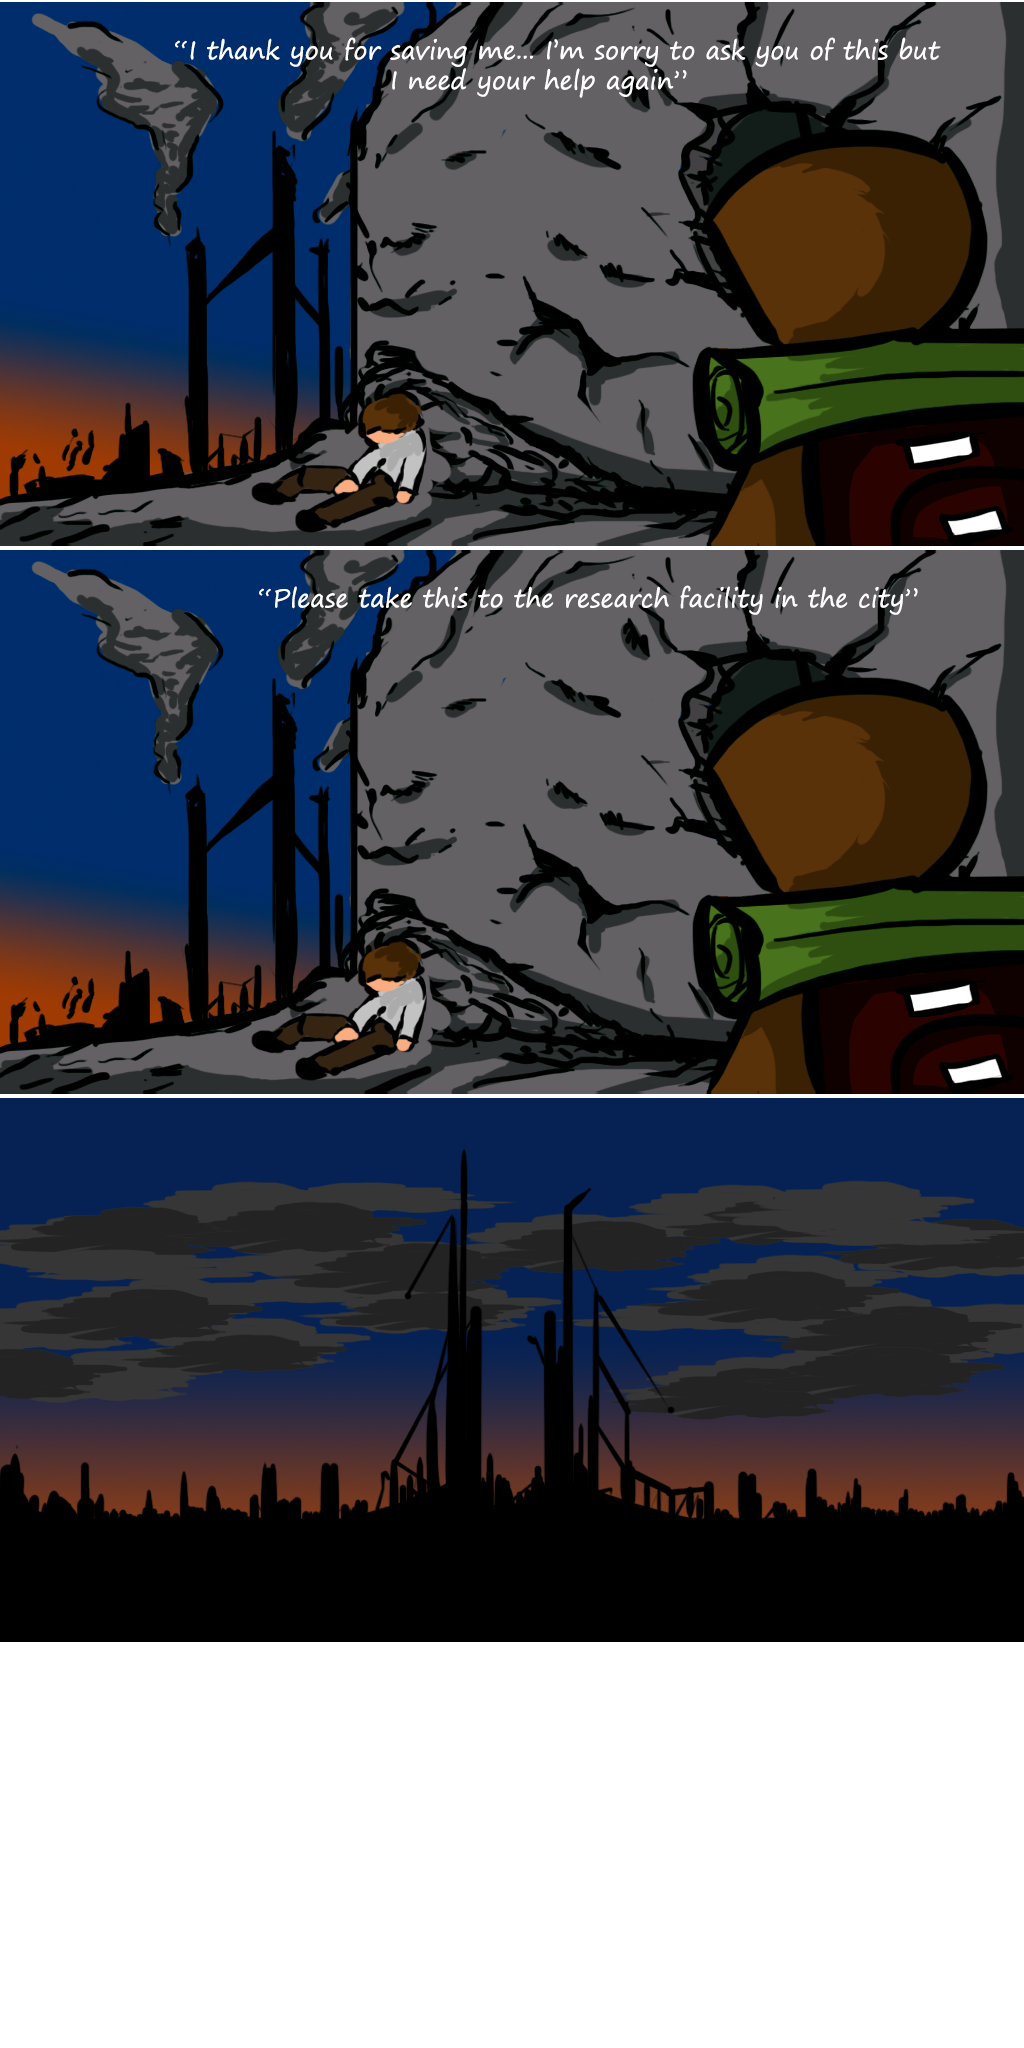 “I thank you for saving me... I’m sorry to ask you of this but
I need your help again”
“Please take this to the research facility in the city”